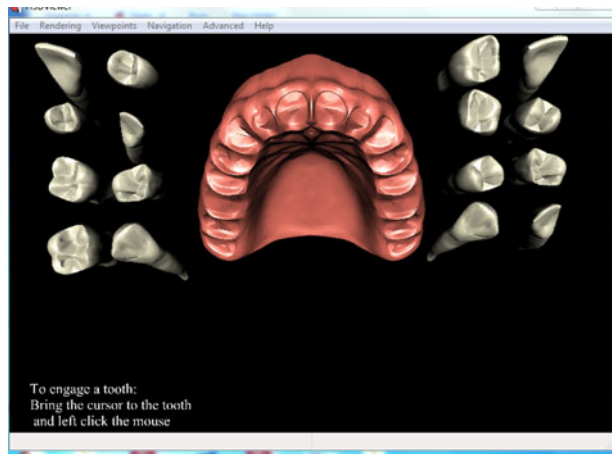 File Rendering Viewpoints Navigation Advanced Help
To engage a tooth:
Bring the cursor to the tooth
and left click the mouse